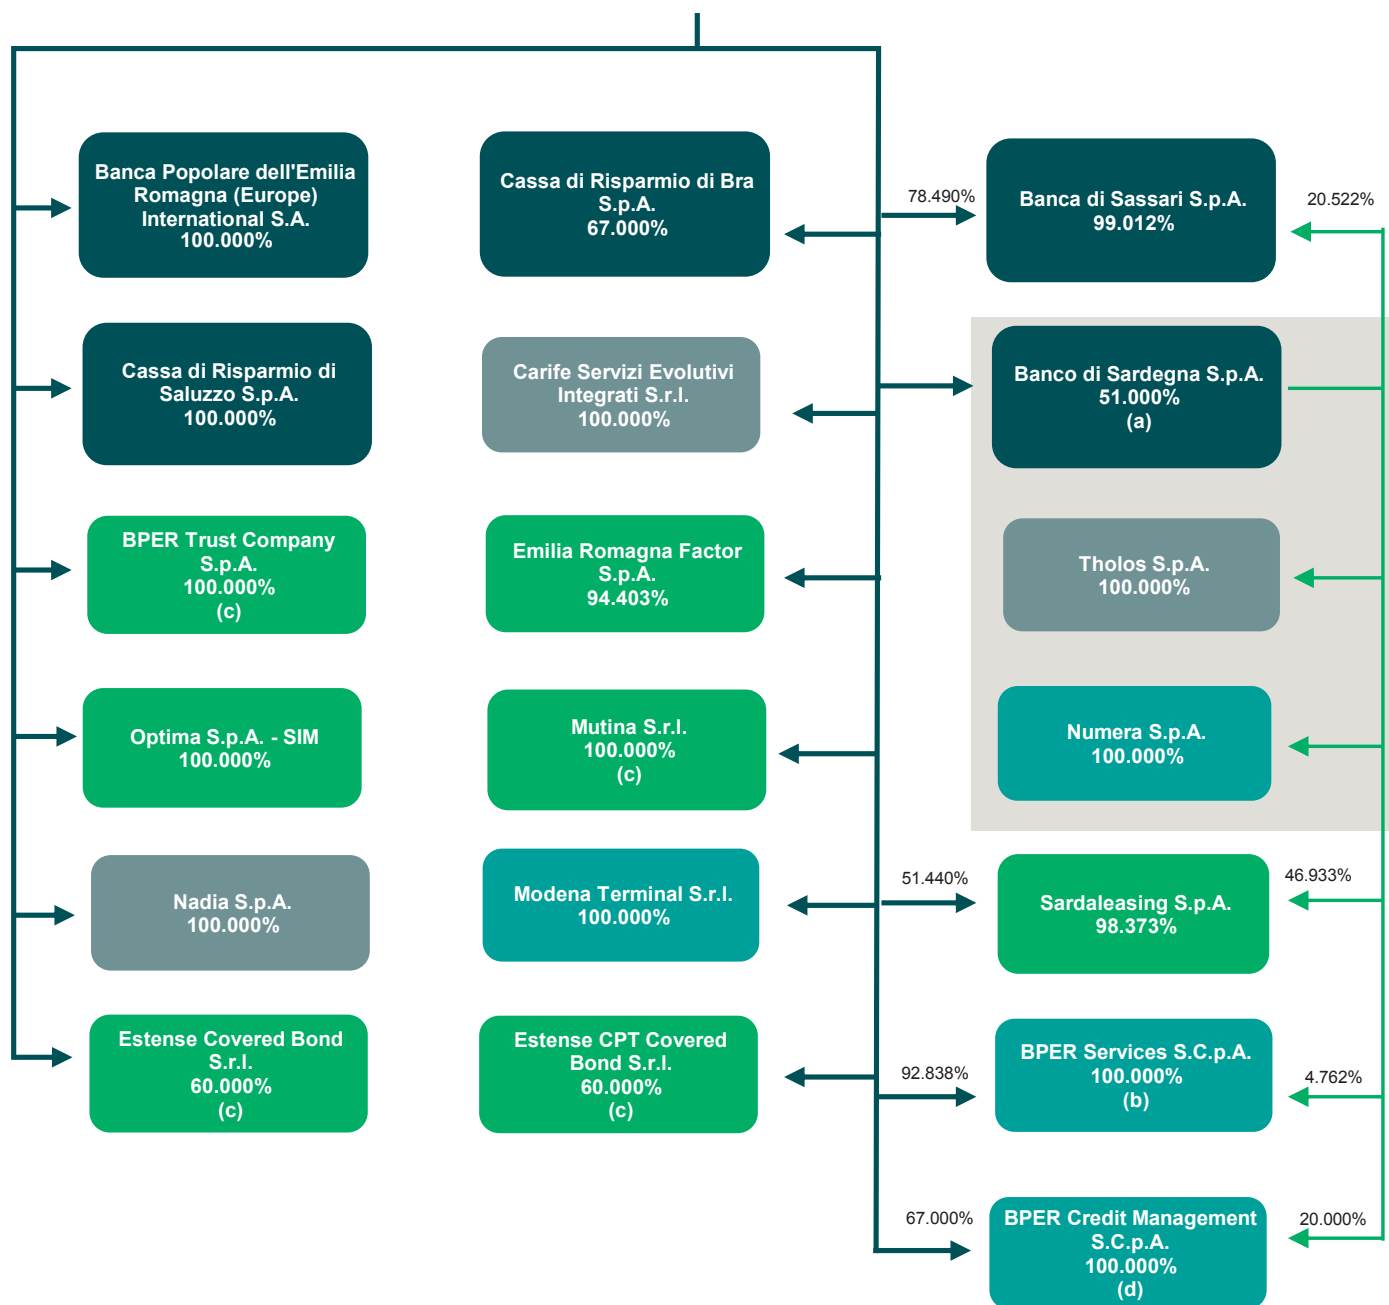 Banca Popolare dell'Emilia
Romagna (Europe)
International S.A.
100.000%
Cassa di Risparmio di Bra
S.p.A.
67.000%
78.490%
Banca di Sassari S.p.A.
99.012%
20.522%
Cassa di Risparmio di
Saluzzo S.p.A.
100.000%
Carife Servizi Evolutivi
Integrati S.r.l.
100.000%
Banco di Sardegna S.p.A.
51.000%
(a)
BPER Trust Company
S.p.A.
100.000%
(c)
Emilia Romagna Factor
S.p.A.
94.403%
Tholos S.p.A.
100.000%
Optima S.p.A. - SIM
100.000%
Mutina S.r.l.
100.000%
(c)
Numera S.p.A.
100.000%
Nadia S.p.A.
100.000%
Modena Terminal S.r.l.
100.000%
51.440%
Sardaleasing S.p.A.
98.373%
46.933%
Estense Covered Bond
S.r.l.
60.000%
(c)
Estense CPT Covered
Bond S.r.l.
60.000%
(c)
92.838%
BPER Services S.C.p.A.
100.000%
(b)
4.762%
67.000%
BPER Credit Management
S.C.p.A.
100.000%
(d)
20.000%